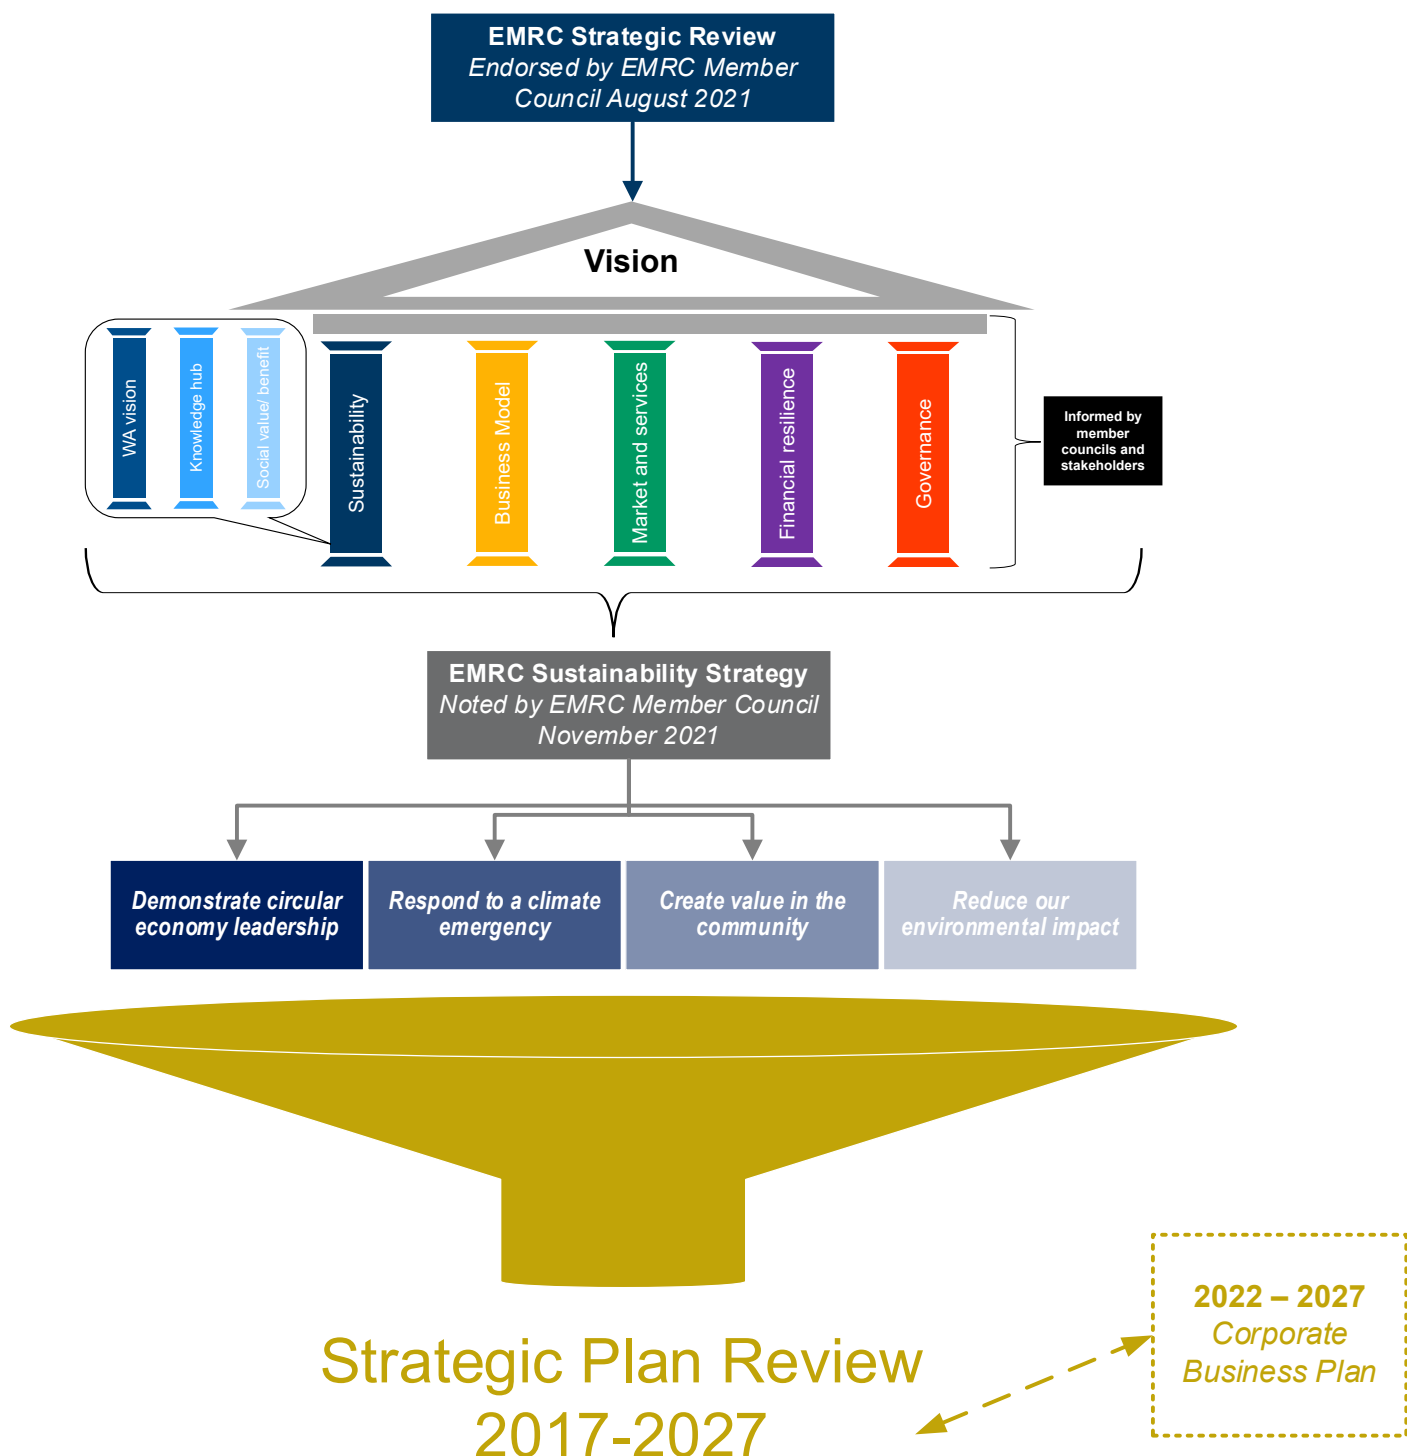 EMRC Strategic Review
Endorsed by EMRC Member
Council August 2021
Vision
WA vision
Knowledge hub
Social value/ benefit
Sustainability
Business Model
Market and services
Financial resilience
Governance
Informed by
member
councils and
stakeholders
EMRC Sustainability Strategy
Noted by EMRC Member Council
November 2021
Demonstrate circular
economy leadership
Respond to a climate
emergency
Create value in the
community
Reduce our
environmental impact
2022 – 2027
Corporate
Business Plan
Strategic Plan Review
2017-2027